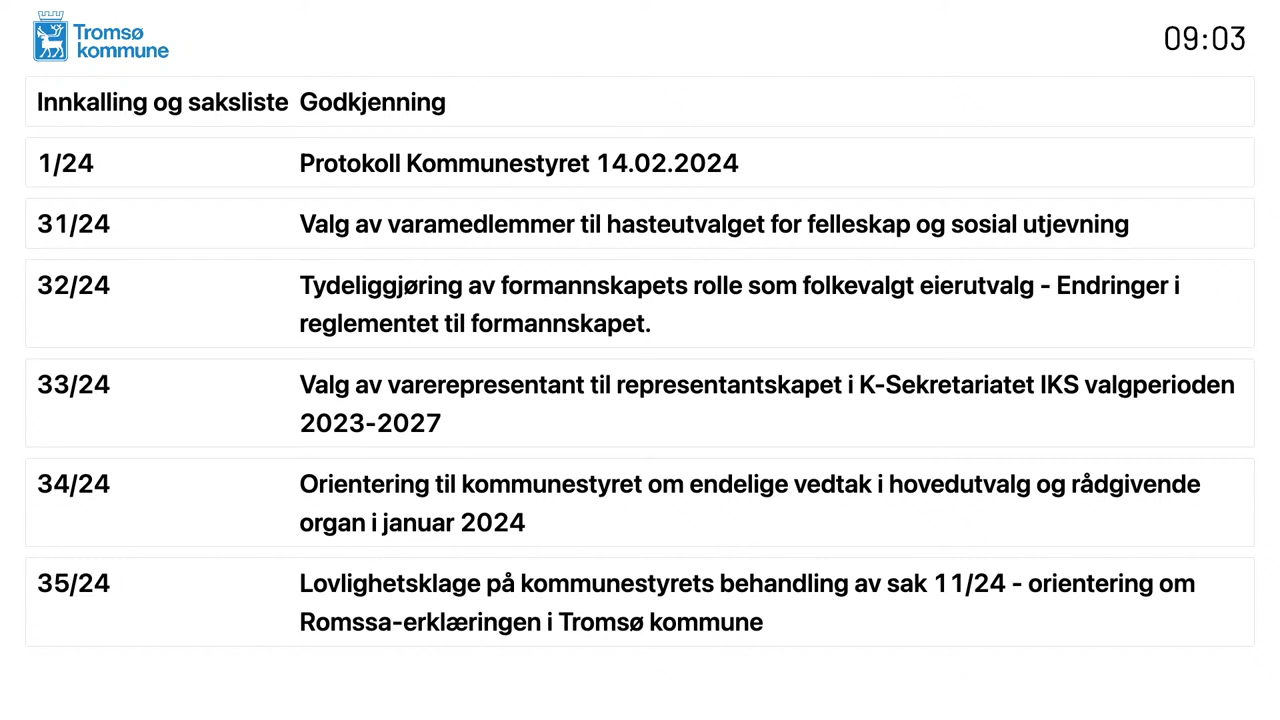 Tromsø
kommune
09:03
Innkalling og saksliste Godkjenning
1/24 Protokoll Kommunestyret 14.02.2024
31/24 Valg av varamedlemmer til hasteutvalget for felleskap og sosial utjevning
32/24 Tydeliggjøring av formannskapets rolle som folkevalgt eierutvalg - Endringer i
reglementet til formannskapet.
33/24 Valg av varerepresentant til representantskapet i K-Sekretariatet IKS valgperioden
2023-2027
34/24 Orientering til kommunestyret om endelige vedtak i hovedutvalg og rådgivende
organ i januar 2024
35/24 Lovlighetsklage på kommunestyrets behandling av sak 11/24 - orientering om
Romssa-erklæringen i Tromsø kommune